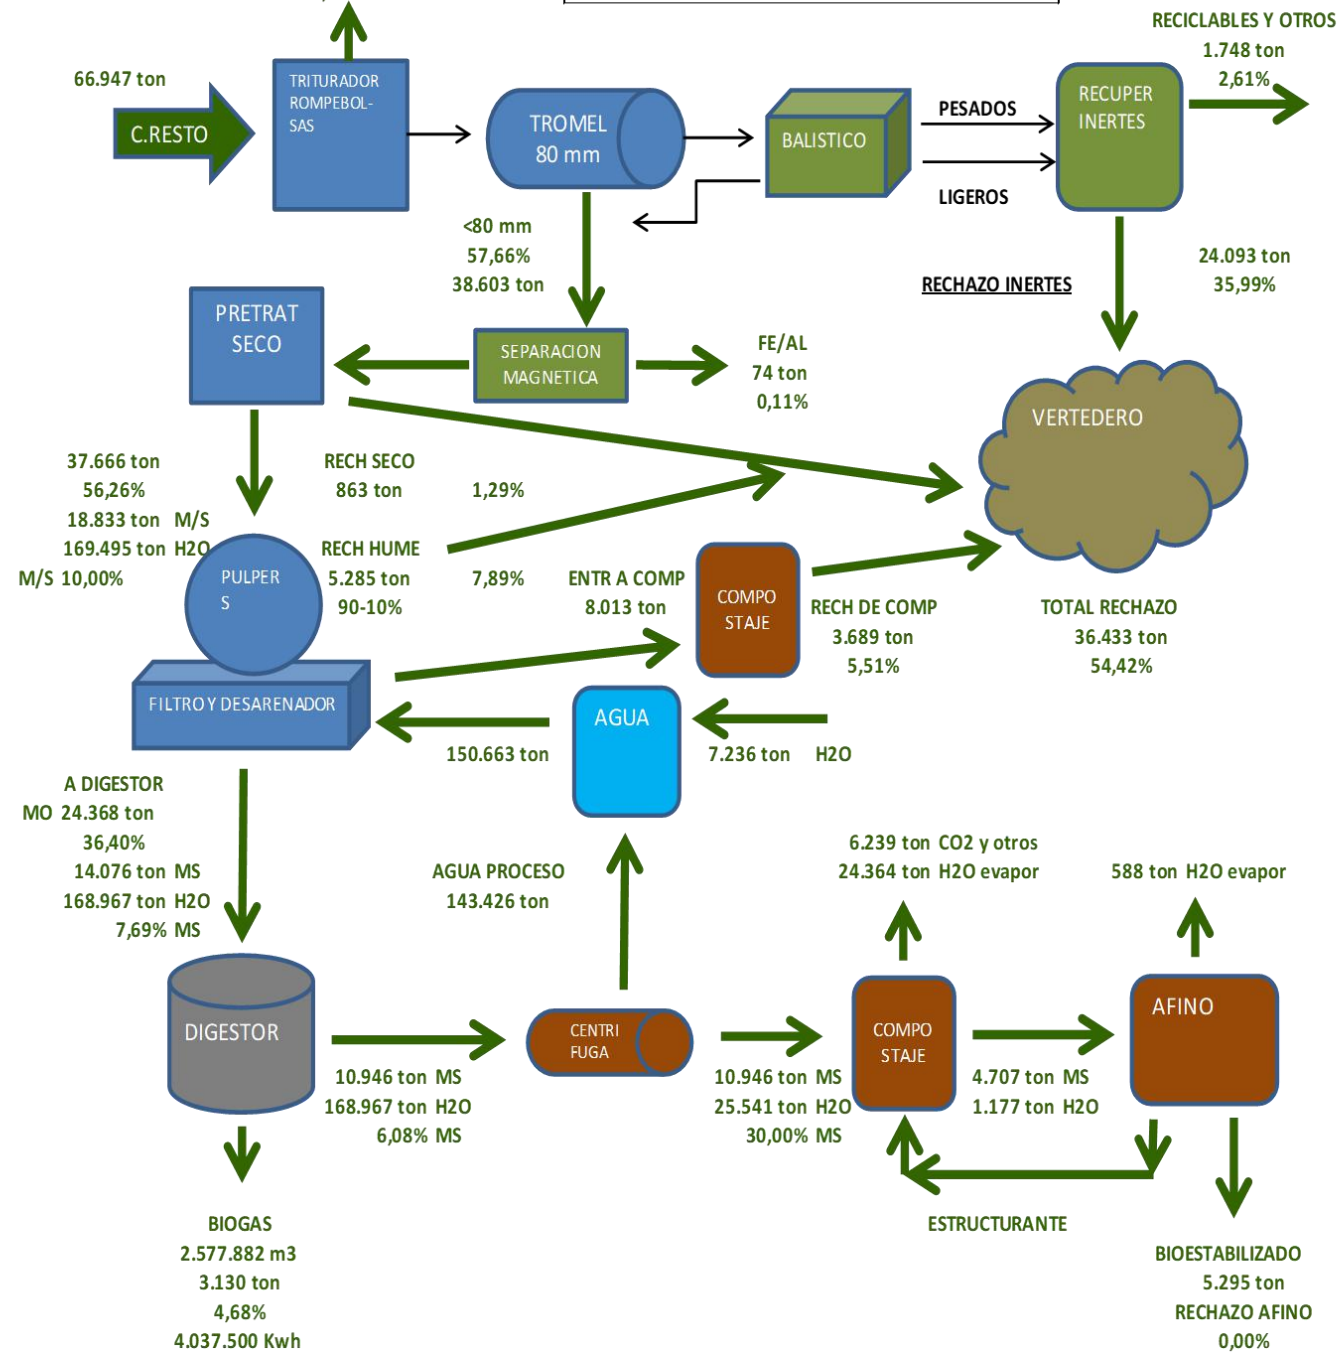 RECICLABLES Y OTROS
1.748 ton
2,61%
66.947 ton
C.RESTO
TRITURADOR
ROMPEBOL-
SAS
TROMEL
80 mm
BALISTICO
PESADOS
LIGEROS
RECUPER
INERTES
<80 mm
57,66%
38.603 ton
24.093 ton
35,99%
RECHAZO INERTES
PRETRAT
SECO
SEPARACION
MAGNETICA
FE/AL
74 ton
0,11%
VERTEDERO
37.666 ton
56,26%
18.833 ton M/S
169.495 ton H2O
M/S 10,00%
RECH SECO
863 ton 1,29%
PULPER
S
RECH HUME
5.285 ton 7,89%
90-10%
ENTR A COMP
8.013 ton
COMPO
STAJE
RECH DE COMP
3.689 ton
5,51%
TOTAL RECHAZO
36.433 ton
54,42%
FILTRO Y DESARENADOR
AGUA
150.663 ton
7.236 ton H2O
A DIGESTOR
MO 24.368 ton
36,40%
14.076 ton MS
168.967 ton H2O
7,69% MS
AGUA PROCESO
143.426 ton
6.239 ton CO2 y otros
24.364 ton H2O evapor
588 ton H2O evapor
DIGESTOR
CENTRI
FUGA
COMPO
STAJE
AFINO
10.946 ton MS
168.967 ton H2O
6,08% MS
10.946 ton MS
25.541 ton H2O
30,00% MS
4.707 ton MS
1.177 ton H2O
ESTRUCTURANTE
BIOGAS
2.577.882 m3
3.130 ton
4,68%
4.037.500 Kwh
BIOESTABILIZADO
5.295 ton
RECHAZO AFINO
0,00%